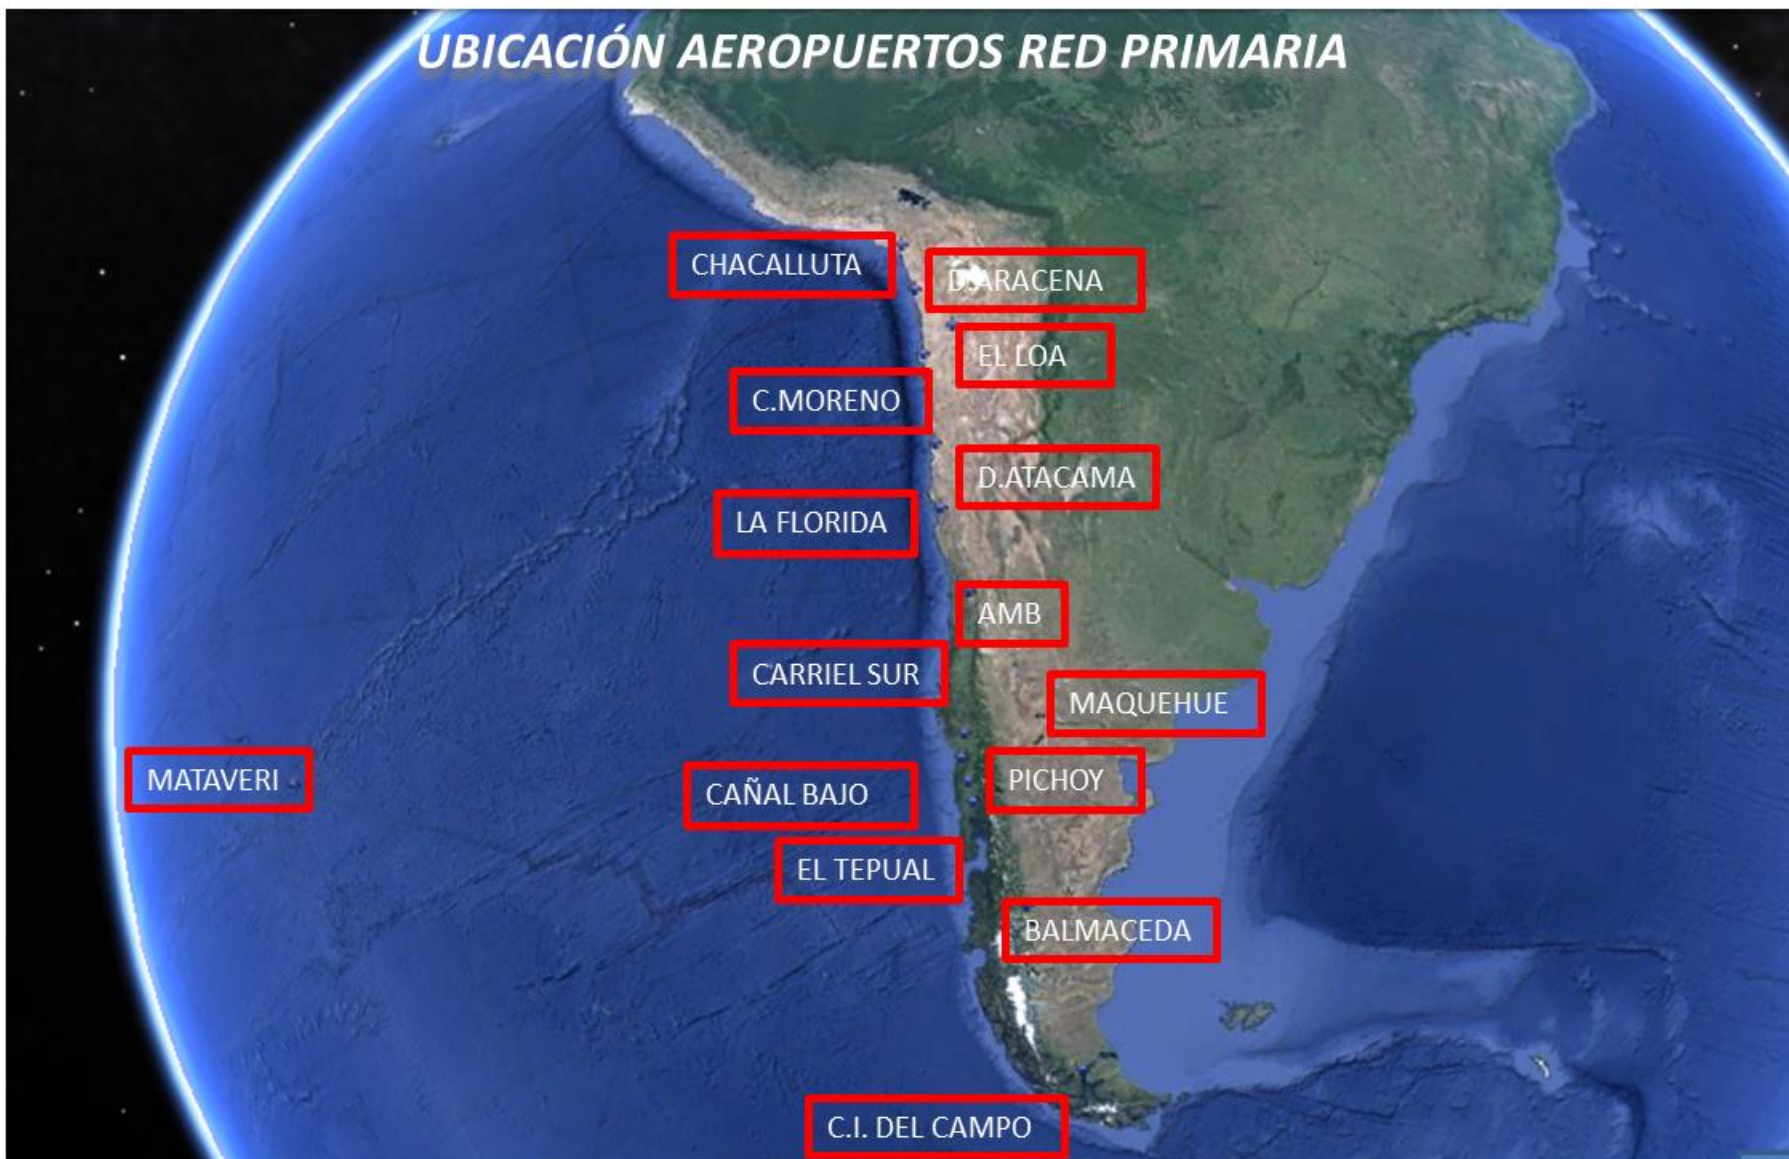 UBICACIÓN AEROPUERTOS RED PRIMARIA
CHACALLUTA
D.ARACENA
EL LOA
C.MORENO
D.ATACAMA
LA FLORIDA
AMB
CARRIEL SUR
MAQUEHUE
MATAVERI
CAÑAL BAJO
PICHOY
EL TEPUAL
BALMACEDA
C.I. DEL CAMPO